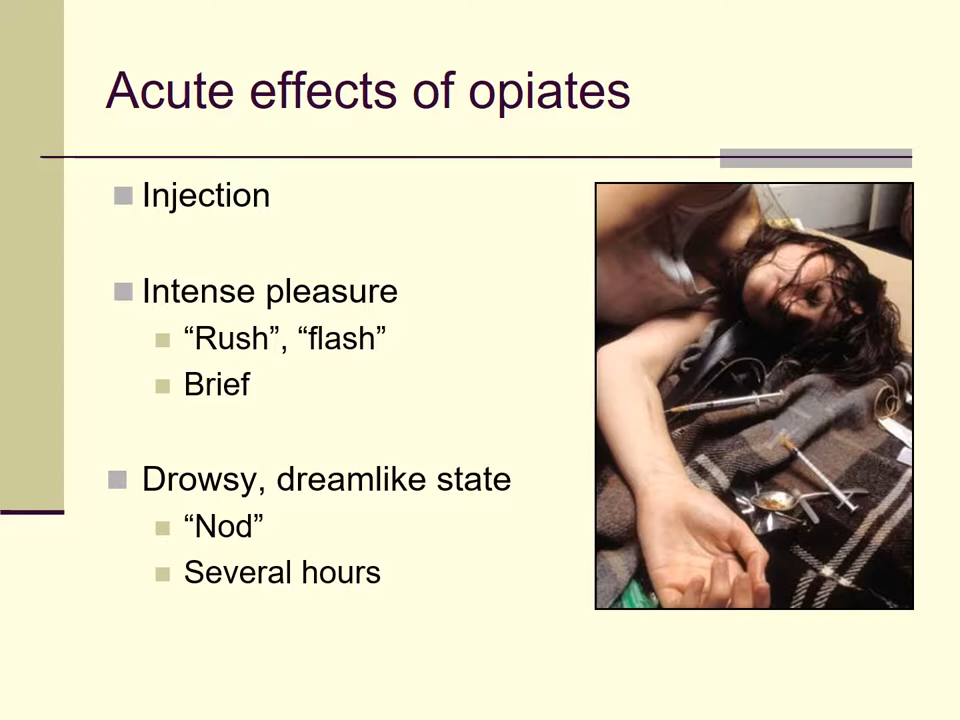 Acute effects of opiates
Injection
Intense pleasure
“Rush”, “flash”
Brief
Drowsy, dreamlike state
“Nod”
Several hours